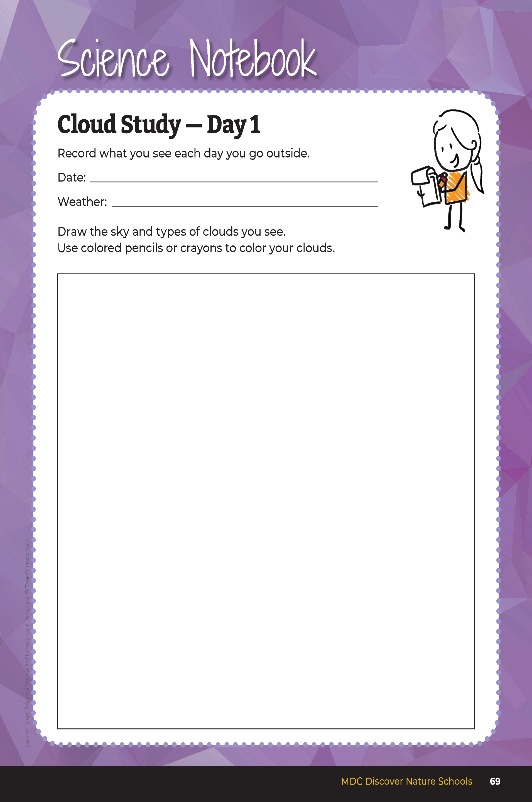 Science Notebook
Cloud Study — Day 1
Record what you see each day you go outside.
Date:
Weather:
Draw the sky and types of clouds you see.
Use colored pencils or crayons to color your clouds.
MDC Discover Nature Schools 69